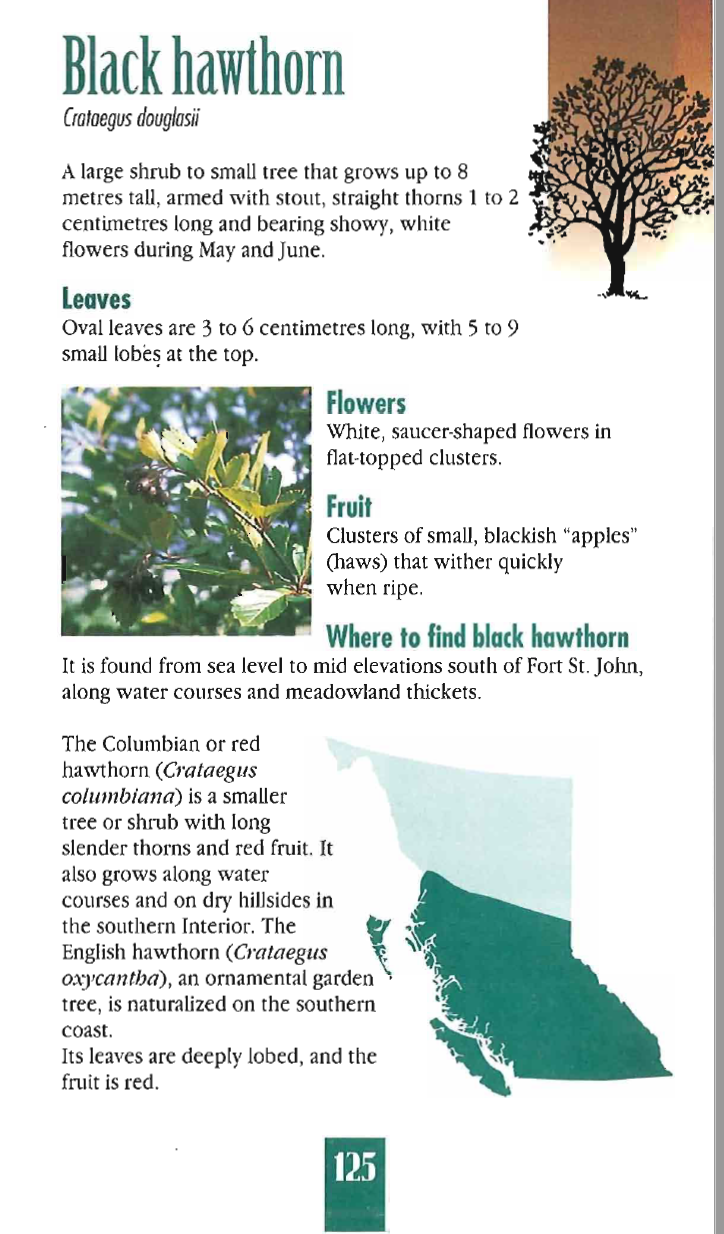 Black hawthorn
Crataegus douglasii
A large shrub to small tree that grows up to 8
metres tall, armed with stout, straight thorns 1 to 2
centimetres long and bearing showy, white
flowers during May and June.
Leaves
Oval leaves are 3 to 6 centimetres long, with 5 to 9
small lobes at the top.
Flowers
White, saucer-shaped flowers in
flat-topped clusters.
Fruit
Clusters of small, blackish “apples”
(haws) that wither quickly
when ripe.
Where to find black hawthorn
It is found from sea level to mid elevations south of Fort St. John,
along water courses and meadowland thickets.
The Columbian or red
hawthorn (Crataegus
columbiana) is a smaller
tree or shrub with long
slender thorns and red fruit. It
also grows along water
courses and on dry hillsides in
the southern Interior. The
English hawthorn (Crataegus
oxycantha), an ornamental garden
tree, is naturalized on the southern
coast.
Its leaves are deeply lobed, and the
fruit is red.
125